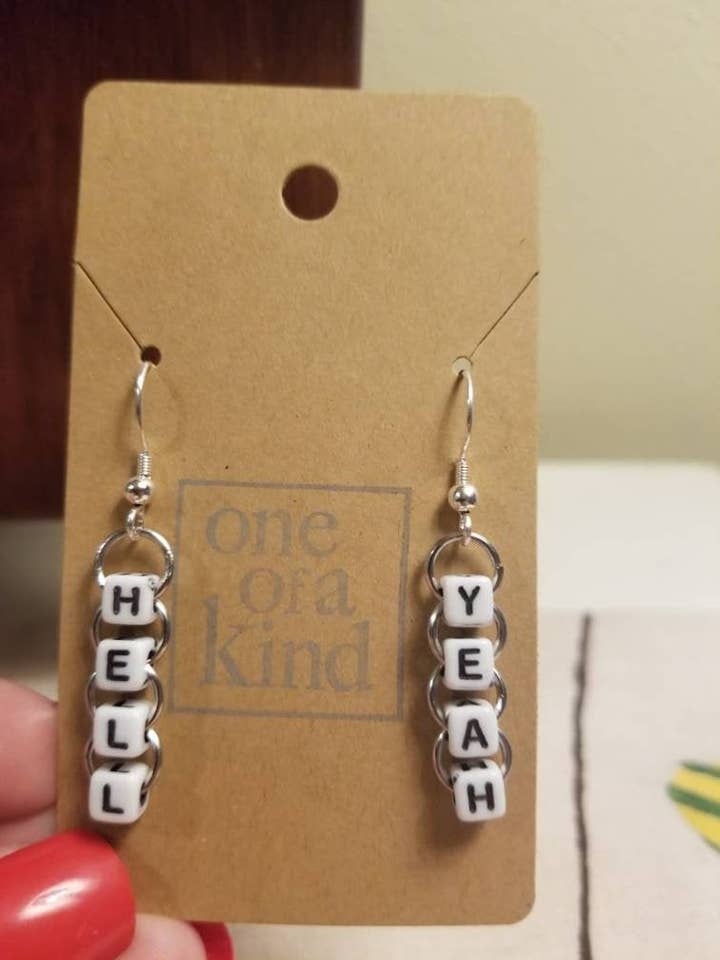 one
of a
kind
HELL
YEAH